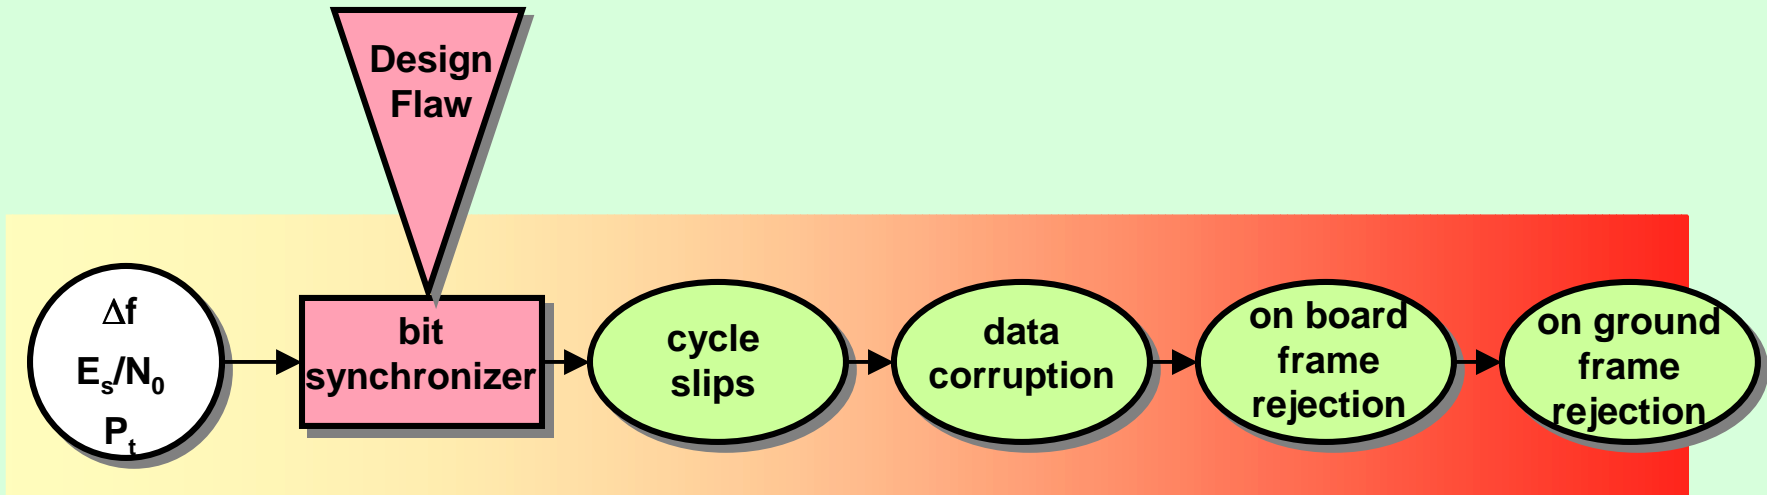 Design
Flaw
Δf
Eₛ/N₀
Pₜ
bit
synchronizer
cycle
slips
data
corruption
on board
frame
rejection
on ground
frame
rejection